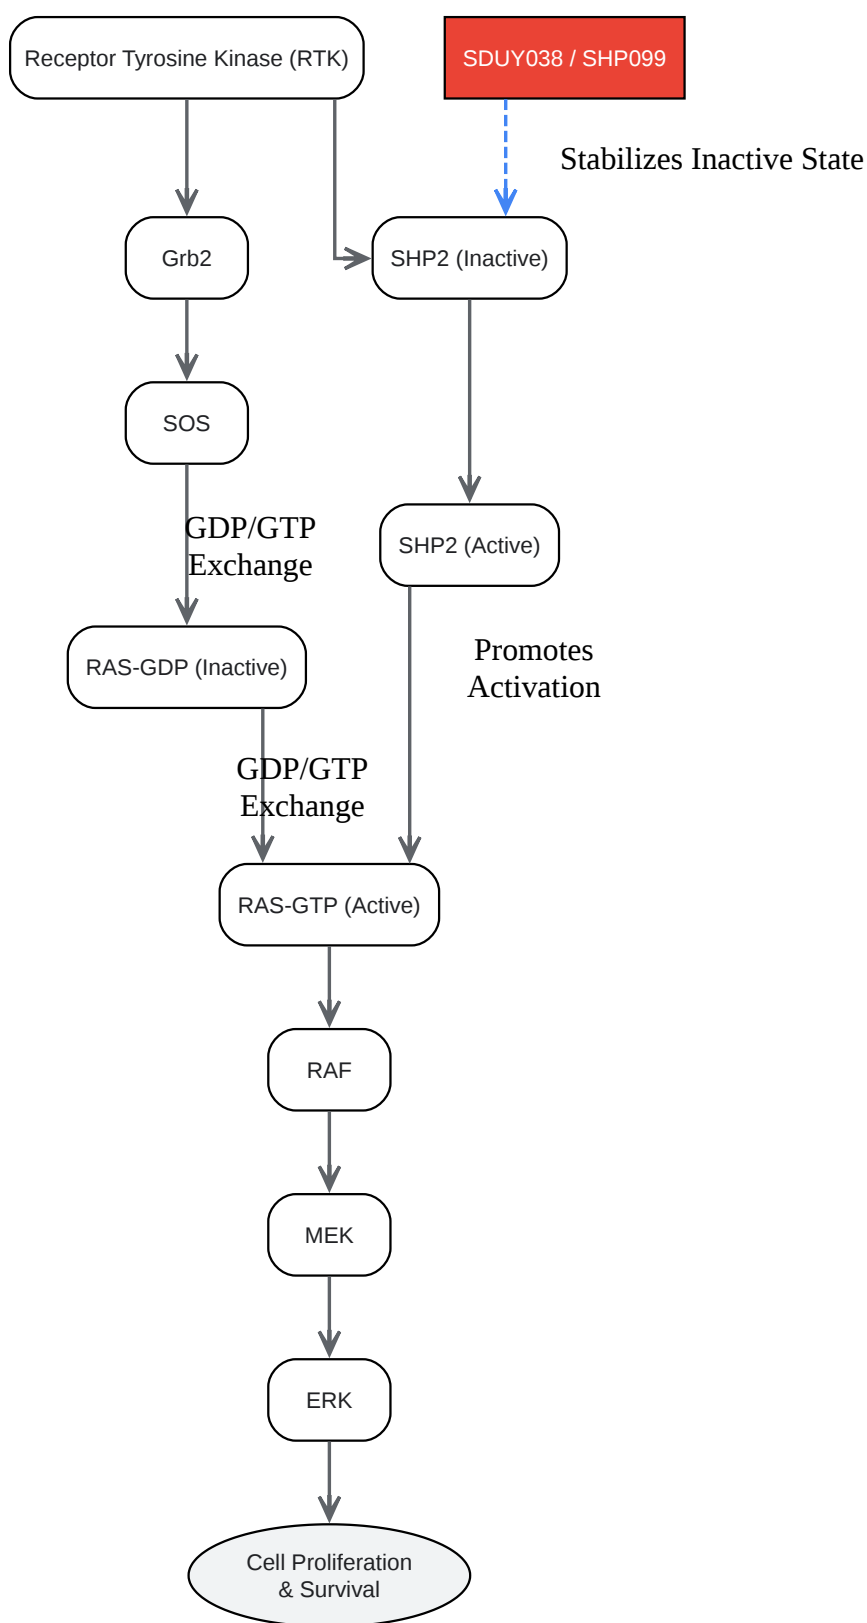 Receptor Tyrosine Kinase (RTK)
SDUY038 / SHP099
Stabilizes Inactive State
Grb2
SHP2 (Inactive)
SOS
GDP/GTP
Exchange
SHP2 (Active)
RAS-GDP (Inactive)
Promotes
Activation
GDP/GTP
Exchange
RAS-GTP (Active)
RAF
MEK
ERK
Cell Proliferation
& Survival